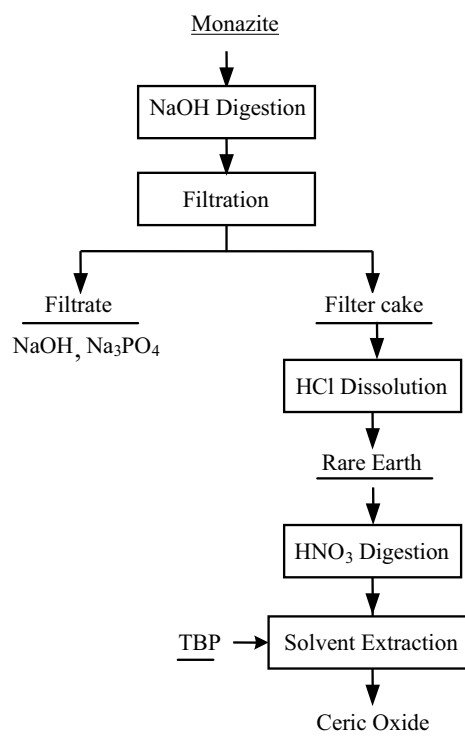 Monazite
NaOH Digestion
Filtration
Filtrate
NaOH, Na₃PO₄
Filter cake
HCl Dissolution
Rare Earth
HNO₃ Digestion
TBP
Solvent Extraction
Ceric Oxide